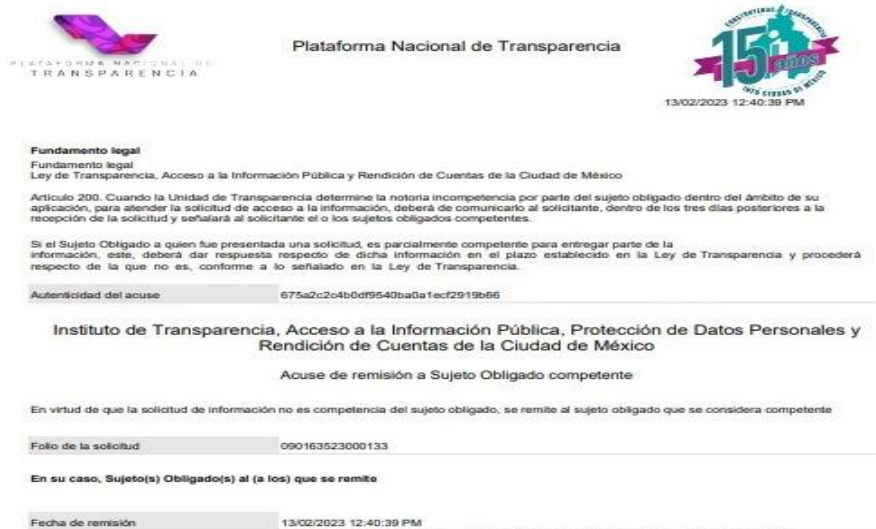 PLATAFORMA NACIONAL DE
TRANSPARENCIA
Plataforma Nacional de Transparencia
CONSTRUYENDO TRANSPARENCIA
15 años
INFO CIUDAD DE MÉXICO
13/02/2023 12:40:39 PM
Fundamento legal
Fundamento legal
Ley de Transparencia, Acceso a la Información Pública y Rendición de Cuentas de la Ciudad de México
Artículo 200. Cuando la Unidad de Transparencia determine la notoria incompetencia por parte del sujeto obligado dentro del ámbito de su
aplicación, para atender la solicitud de acceso a la información, deberá de comunicarlo al solicitante, dentro de los tres días posteriores a la
recepción de la solicitud y señalará al solicitante el o los sujetos obligados competentes.
Si el Sujeto Obligado a quien fue presentada una solicitud, es parcialmente competente para entregar parte de la
información, este, deberá dar respuesta respecto de dicha información en el plazo establecido en la Ley de Transparencia y procederá
respecto de la que no es, conforme a lo señalado en la Ley de Transparencia.
Autenticidad del acuse 675a2c2c4b0df9540ba0a1ecf2919b66
Instituto de Transparencia, Acceso a la Información Pública, Protección de Datos Personales y
Rendición de Cuentas de la Ciudad de México
Acuse de remisión a Sujeto Obligado competente
En virtud de que la solicitud de información no es competencia del sujeto obligado, se remite al sujeto obligado que se considera competente
Folio de la solicitud 090163523000133
En su caso, Sujeto(s) Obligado(s) al (a los) que se remite
Fecha de remisión 13/02/2023 12:40:39 PM